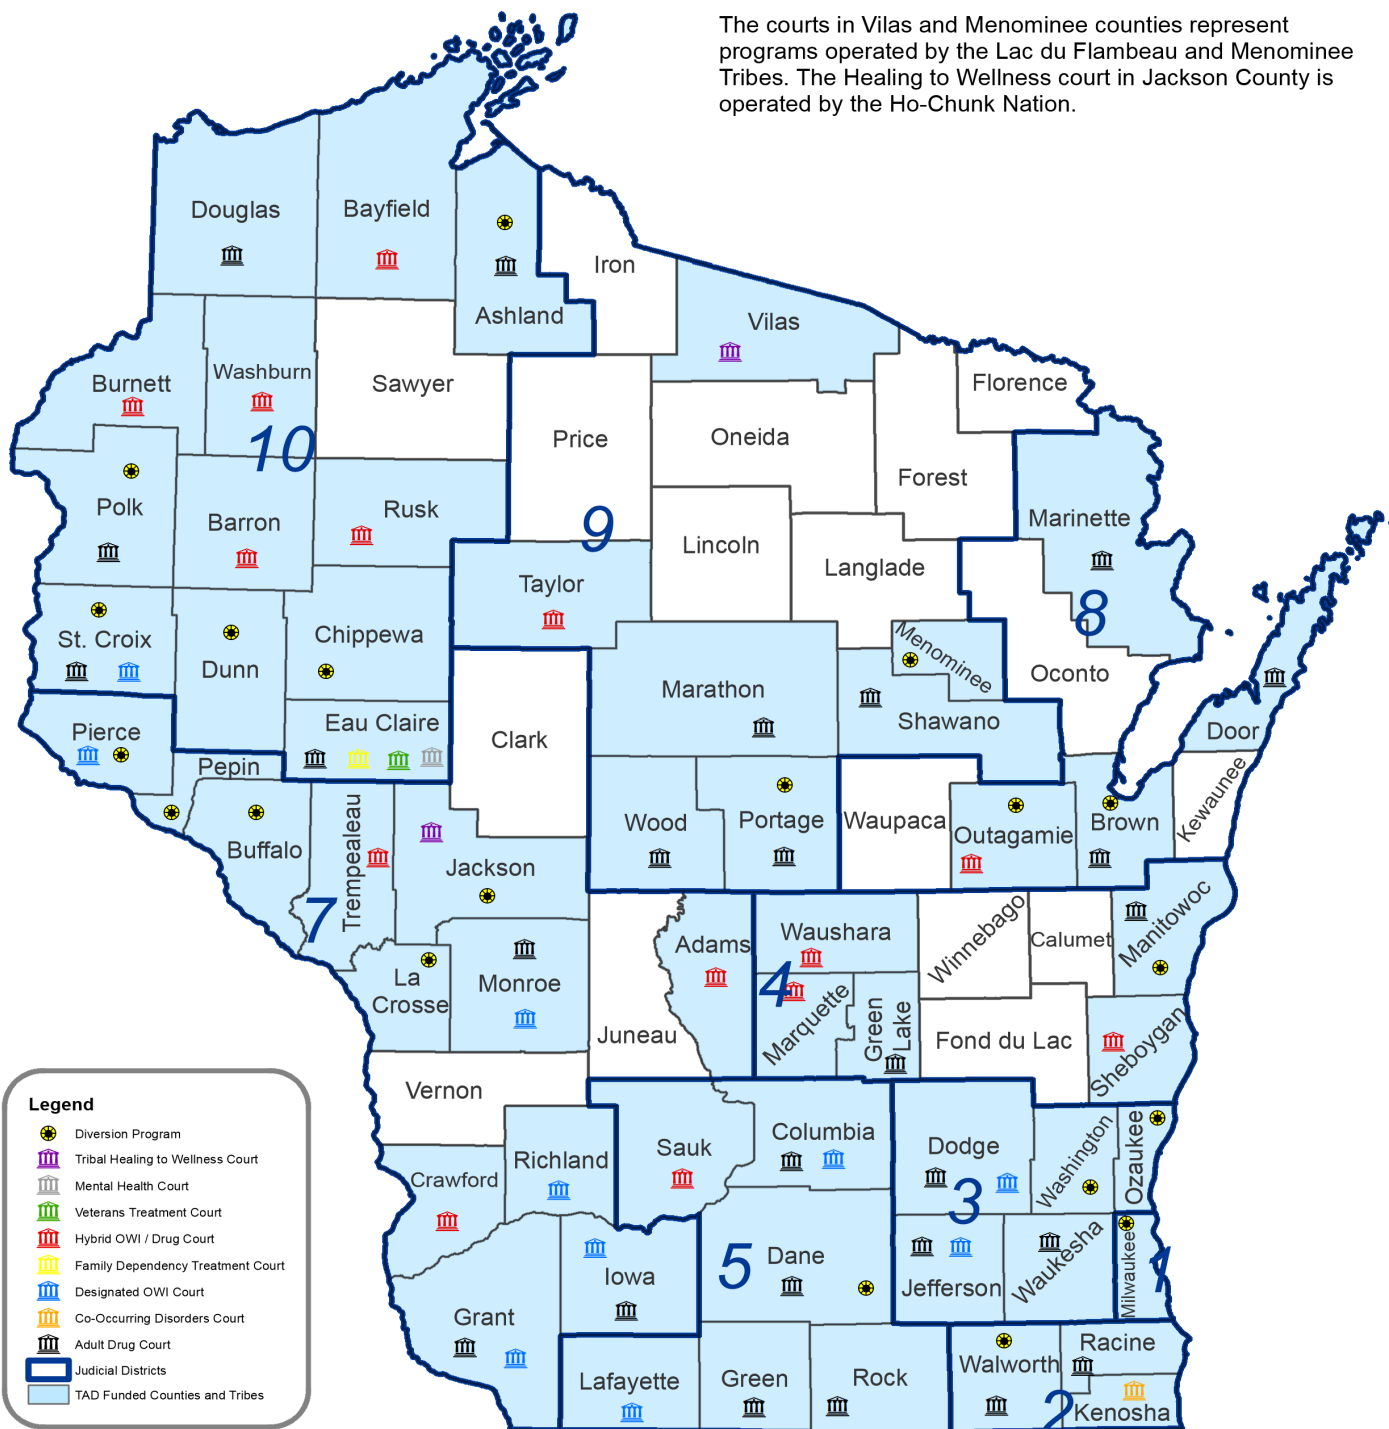 The courts in Vilas and Menominee counties represent
programs operated by the Lac du Flambeau and Menominee
Tribes. The Healing to Wellness court in Jackson County is
operated by the Ho-Chunk Nation.
Douglas
Bayfield
Ashland
Iron
Vilas
Burnett
Washburn
Sawyer
Florence
10
Price
Oneida
Forest
Polk
Barron
Rusk
9
Lincoln
Langlade
Marinette
Taylor
8
St. Croix
Dunn
Chippewa
Marathon
Menominee
Oconto
Shawano
Door
Pierce
Eau Claire
Clark
Pepin
Wood
Portage
Waupaca
Outagamie
Brown
Kewaunee
Buffalo
Trempealeau
Jackson
7
Adams
Waushara
Winnebago
Calumet
Manitowoc
La
Crosse
Monroe
4
Marquette
Green
Lake
Juneau
Fond du Lac
Sheboygan
Vernon
Richland
Sauk
Columbia
Dodge
Washington
Ozaukee
Crawford
3
5
Dane
Iowa
Jefferson
Waukesha
Milwaukee
1
Grant
Racine
Walworth
Lafayette
Green
Rock
2
Kenosha
Legend
Diversion Program
Tribal Healing to Wellness Court
Mental Health Court
Veterans Treatment Court
Hybrid OWI / Drug Court
Family Dependency Treatment Court
Designated OWI Court
Co-Occurring Disorders Court
Adult Drug Court
Judicial Districts
TAD Funded Counties and Tribes